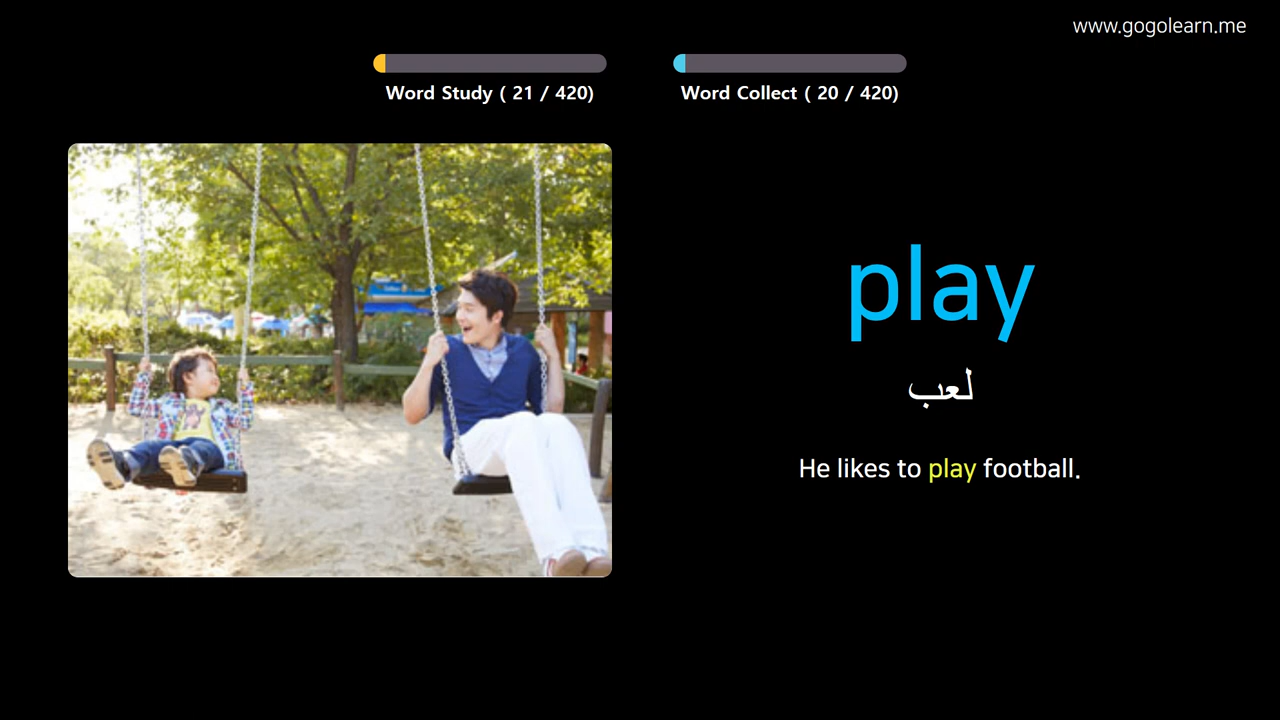 www.gogolearn.me
Word Study ( 21 / 420)
Word Collect ( 20 / 420)
play
لعب
He likes to play football.